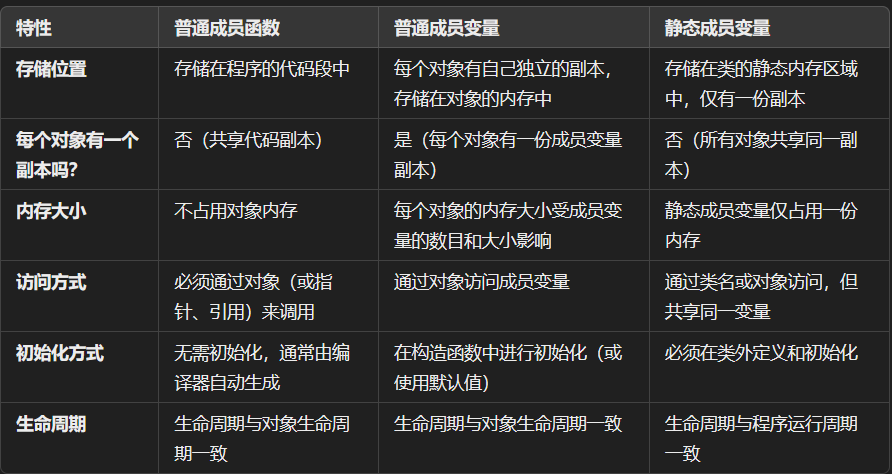 特性 普通成员函数 普通成员变量 静态成员变量
存储位置 存储在程序的代码段中 每个对象有自己独立的副本， 存储在类的静态内存区域
存储在对象的内存中 中，仅有一份副本
每个对象有一个 否（共享代码副本） 是（每个对象有一份成员变量 否（所有对象共享同一副
副本吗？ 副本） 本）
内存大小 不占用对象内存 每个对象的内存大小受成员变 静态成员变量仅占用一份
量的数目和大小影响 内存
访问方式 必须通过对象（或指 通过对象访问成员变量 通过类名或对象访问，但
针、引用）来调用 共享同一变量
初始化方式 无需初始化，通常由编 在构造函数中进行初始化（或 必须在类外定义和初始化
译器自动生成 使用默认值）
生命周期 生命周期与对象生命周 生命周期与对象生命周期一致 生命周期与程序运行周期
期一致 一致